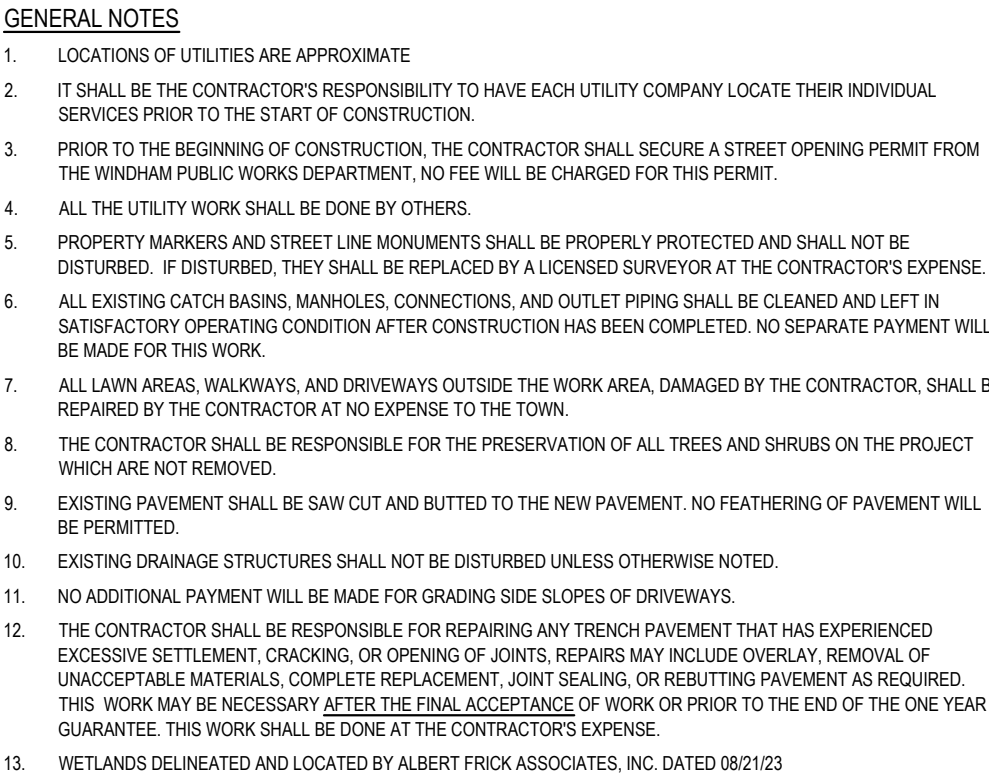 GENERAL NOTES
1. LOCATIONS OF UTILITIES ARE APPROXIMATE
2. IT SHALL BE THE CONTRACTOR'S RESPONSIBILITY TO HAVE EACH UTILITY COMPANY LOCATE THEIR INDIVIDUAL
SERVICES PRIOR TO THE START OF CONSTRUCTION.
3. PRIOR TO THE BEGINNING OF CONSTRUCTION, THE CONTRACTOR SHALL SECURE A STREET OPENING PERMIT FROM
THE WINDHAM PUBLIC WORKS DEPARTMENT, NO FEE WILL BE CHARGED FOR THIS PERMIT.
4. ALL THE UTILITY WORK SHALL BE DONE BY OTHERS.
5. PROPERTY MARKERS AND STREET LINE MONUMENTS SHALL BE PROPERLY PROTECTED AND SHALL NOT BE
DISTURBED. IF DISTURBED, THEY SHALL BE REPLACED BY A LICENSED SURVEYOR AT THE CONTRACTOR'S EXPENSE.
6. ALL EXISTING CATCH BASINS, MANHOLES, CONNECTIONS, AND OUTLET PIPING SHALL BE CLEANED AND LEFT IN
SATISFACTORY OPERATING CONDITION AFTER CONSTRUCTION HAS BEEN COMPLETED. NO SEPARATE PAYMENT WILL
BE MADE FOR THIS WORK.
7. ALL LAWN AREAS, WALKWAYS, AND DRIVEWAYS OUTSIDE THE WORK AREA, DAMAGED BY THE CONTRACTOR, SHALL B
REPAIRED BY THE CONTRACTOR AT NO EXPENSE TO THE TOWN.
8. THE CONTRACTOR SHALL BE RESPONSIBLE FOR THE PRESERVATION OF ALL TREES AND SHRUBS ON THE PROJECT
WHICH ARE NOT REMOVED.
9. EXISTING PAVEMENT SHALL BE SAW CUT AND BUTTED TO THE NEW PAVEMENT. NO FEATHERING OF PAVEMENT WILL
BE PERMITTED.
10. EXISTING DRAINAGE STRUCTURES SHALL NOT BE DISTURBED UNLESS OTHERWISE NOTED.
11. NO ADDITIONAL PAYMENT WILL BE MADE FOR GRADING SIDE SLOPES OF DRIVEWAYS.
12. THE CONTRACTOR SHALL BE RESPONSIBLE FOR REPAIRING ANY TRENCH PAVEMENT THAT HAS EXPERIENCED
EXCESSIVE SETTLEMENT, CRACKING, OR OPENING OF JOINTS, REPAIRS MAY INCLUDE OVERLAY, REMOVAL OF
UNACCEPTABLE MATERIALS, COMPLETE REPLACEMENT, JOINT SEALING, OR REBUTTING PAVEMENT AS REQUIRED.
THIS WORK MAY BE NECESSARY AFTER THE FINAL ACCEPTANCE OF WORK OR PRIOR TO THE END OF THE ONE YEAR
GUARANTEE. THIS WORK SHALL BE DONE AT THE CONTRACTOR'S EXPENSE.
13. WETLANDS DELINEATED AND LOCATED BY ALBERT FRICK ASSOCIATES, INC. DATED 08/21/23